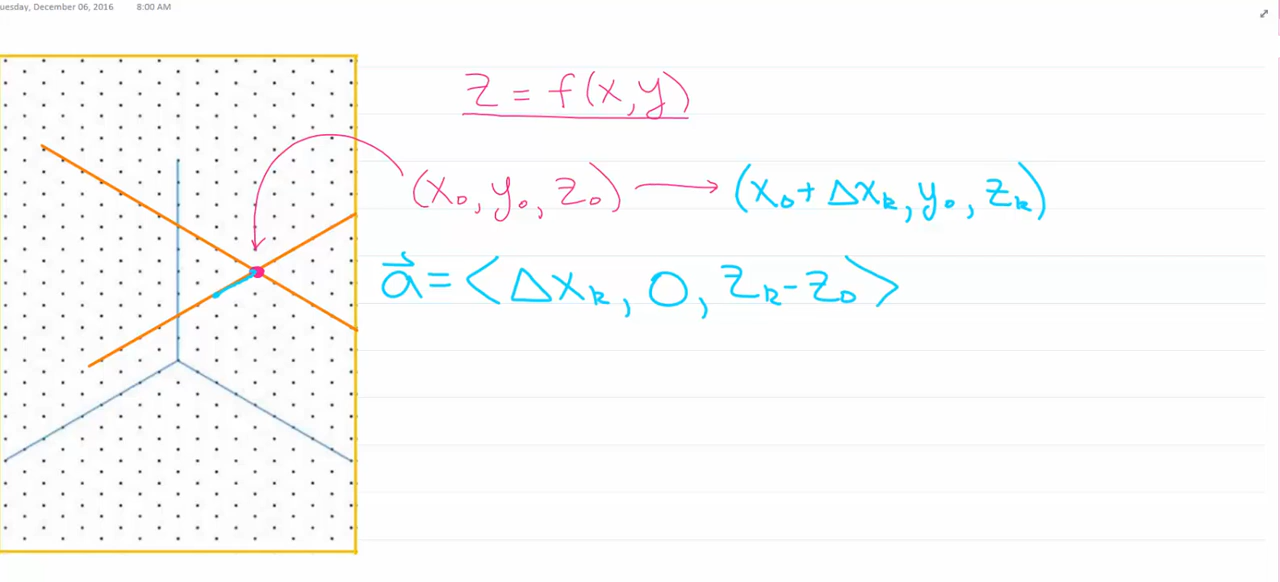 uesday, December 06, 2016 8:00 AM
z = f(x,y)
(x₀, y₀, z₀) → (x₀ + Δxₖ, y₀, zₖ)
a⃗ = <Δxₖ, 0, zₖ - z₀>